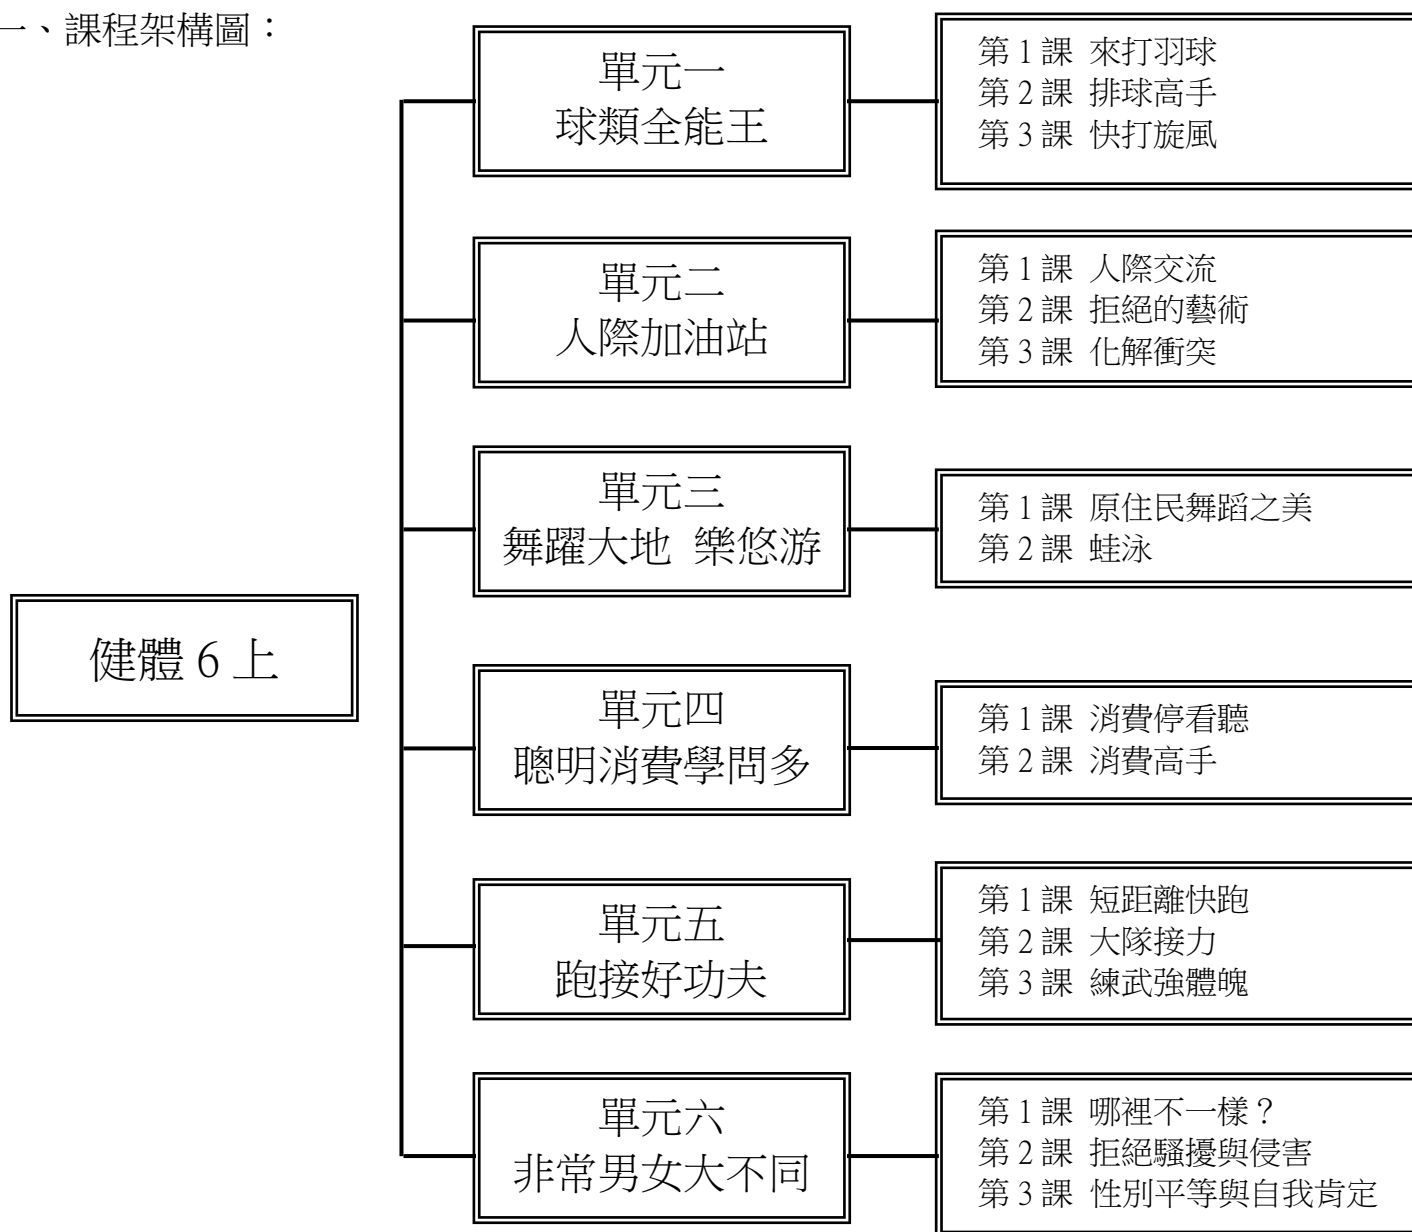 一、課程架構圖：
健體 6 上
單元一
球類全能王
第 1 課 來打羽球
第 2 課 排球高手
第 3 課 快打旋風
單元二
人際加油站
第 1 課 人際交流
第 2 課 拒絕的藝術
第 3 課 化解衝突
單元三
舞躍大地 樂悠游
第 1 課 原住民舞蹈之美
第 2 課 蛙泳
單元四
聰明消費學問多
第 1 課 消費停看聽
第 2 課 消費高手
單元五
跑接好功夫
第 1 課 短距離快跑
第 2 課 大隊接力
第 3 課 練武強體魄
單元六
非常男女大不同
第 1 課 哪裡不一樣？
第 2 課 拒絕騷擾與侵害
第 3 課 性別平等與自我肯定